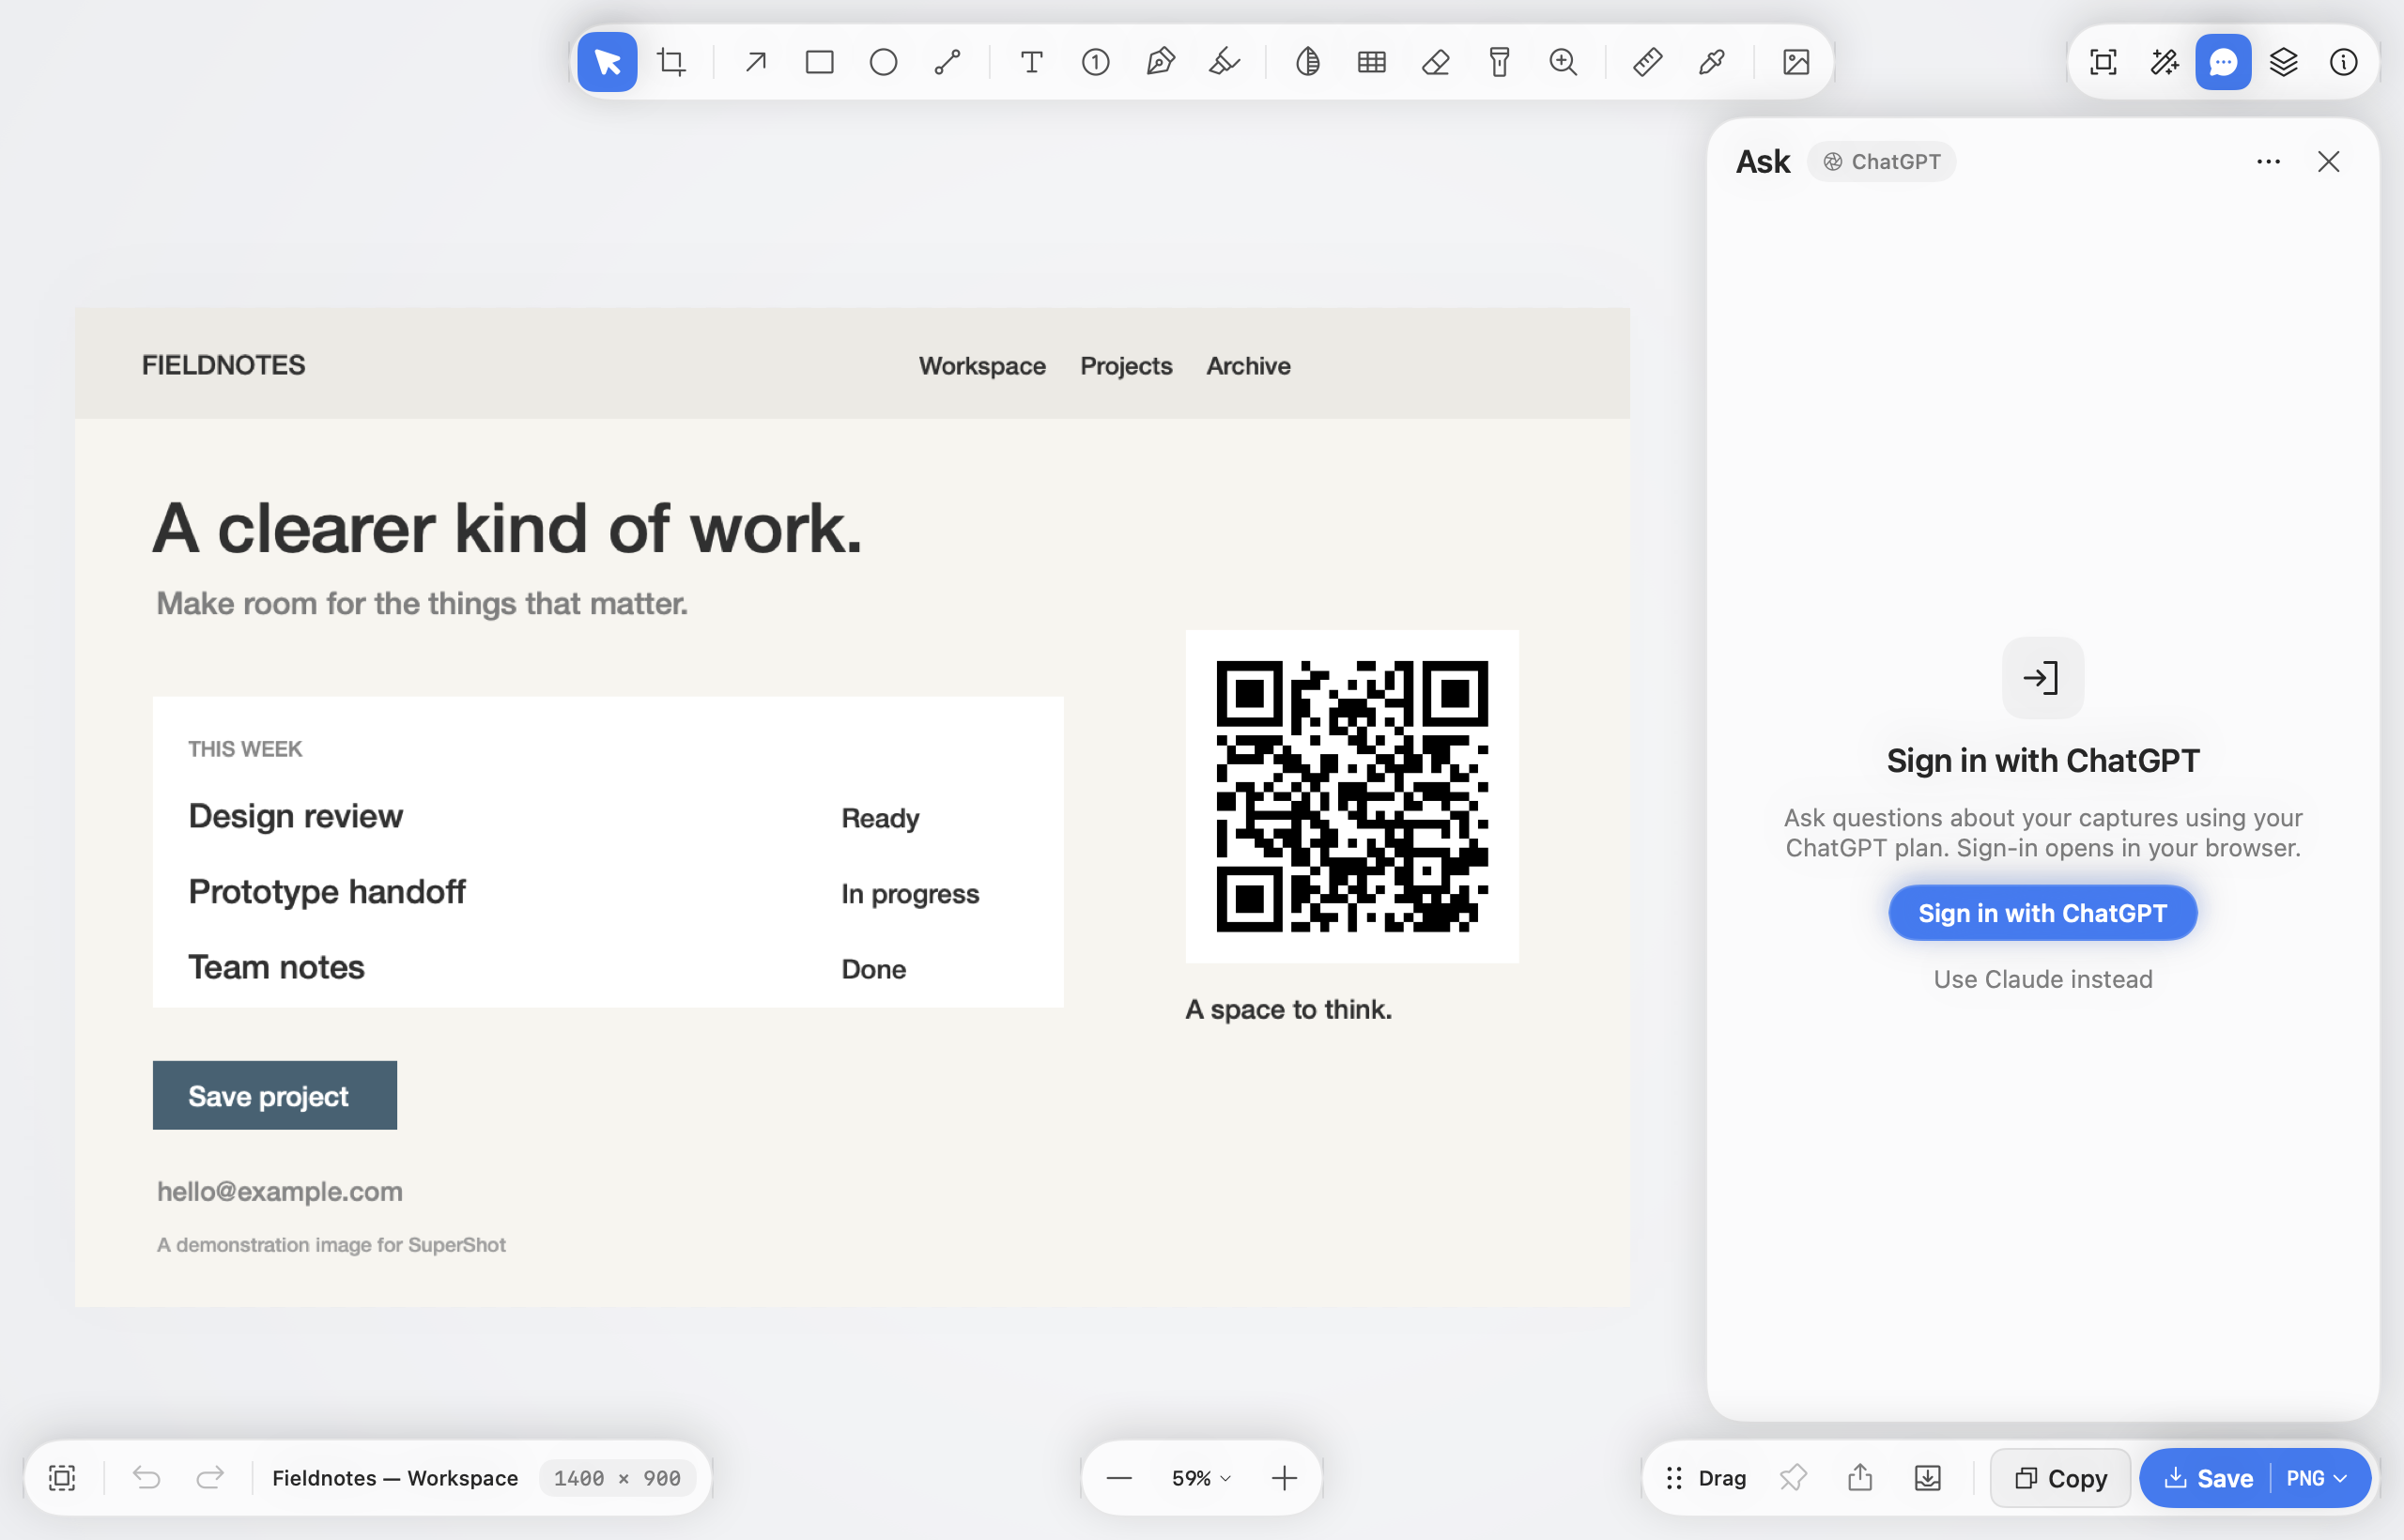 Ask
ChatGPT
FIELDNOTES
Workspace Projects Archive
A clearer kind of work.
Make room for the things that matter.
THIS WEEK
Design review Ready
Prototype handoff In progress
Team notes Done
A space to think.
Save project
hello@example.com
A demonstration image for SuperShot
Sign in with ChatGPT
Ask questions about your captures using your
ChatGPT plan. Sign-in opens in your browser.
Sign in with ChatGPT
Use Claude instead
Fieldnotes — Workspace 1400 × 900
59%
Drag
Copy
Save PNG